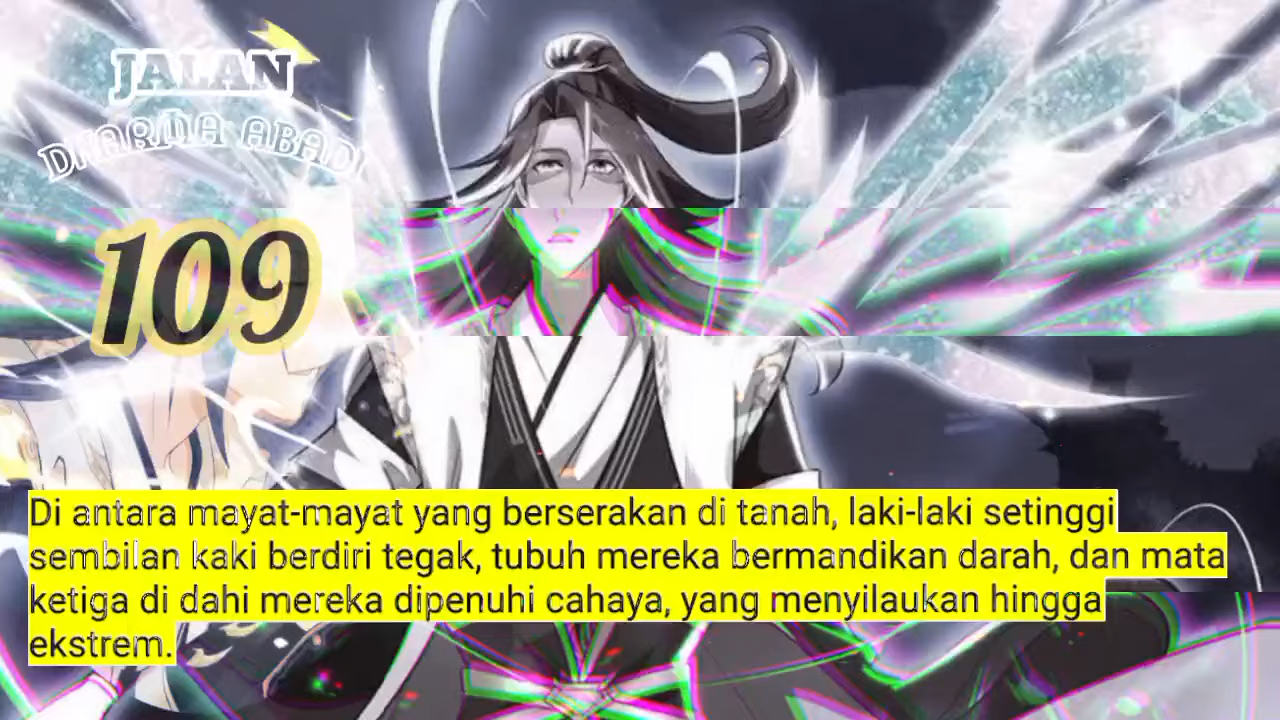 JALAN
DHARMA ABADI
109
Di antara mayat-mayat yang berserakan di tanah, laki-laki setinggi
sembilan kaki berdiri tegak, tubuh mereka bermandikan darah, dan mata
ketiga di dahi mereka dipenuhi cahaya, yang menyilaukan hingga
ekstrem.